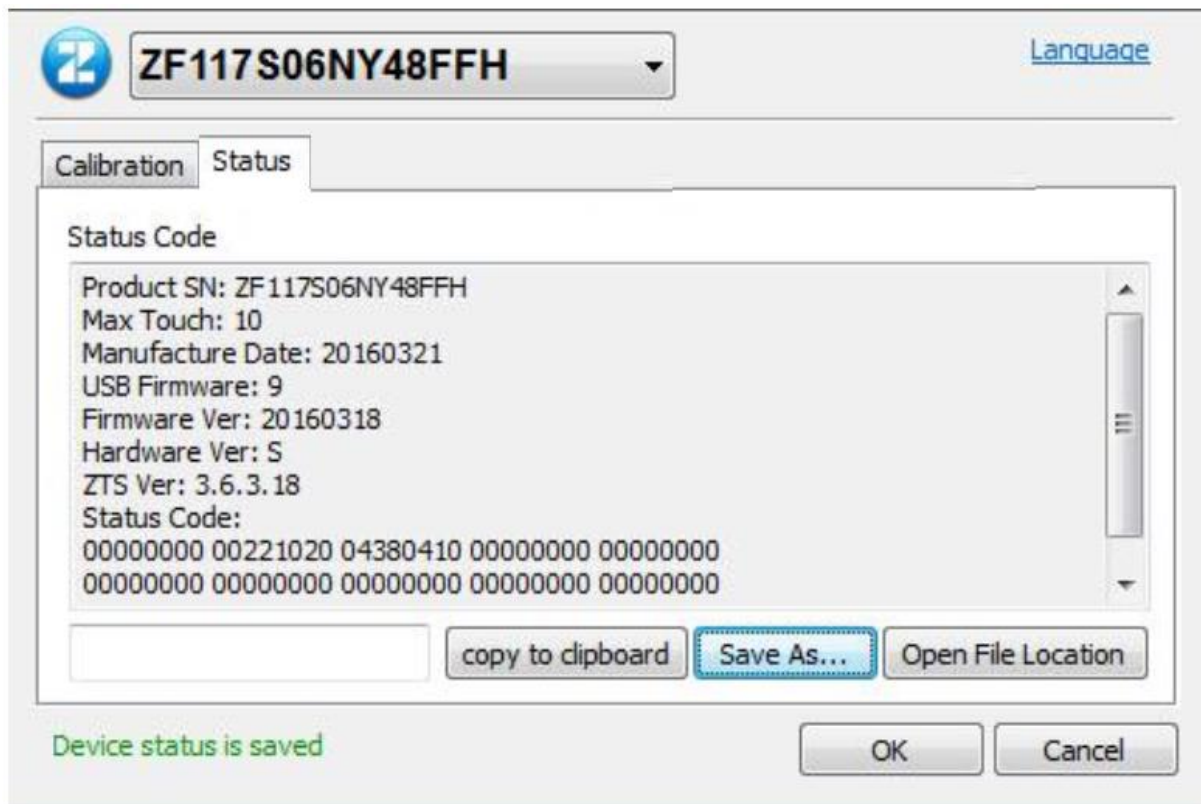 ZF117S06NY48FFH
Language
Calibration
Status
Status Code
Product SN: ZF117S06NY48FFH
Max Touch: 10
Manufacture Date: 20160321
USB Firmware: 9
Firmware Ver: 20160318
Hardware Ver: S
ZTS Ver: 3.6.3.18
Status Code:
00000000 00221020 04380410 00000000 00000000
00000000 00000000 00000000 00000000 00000000
copy to clipboard
Save As...
Open File Location
Device status is saved
OK
Cancel